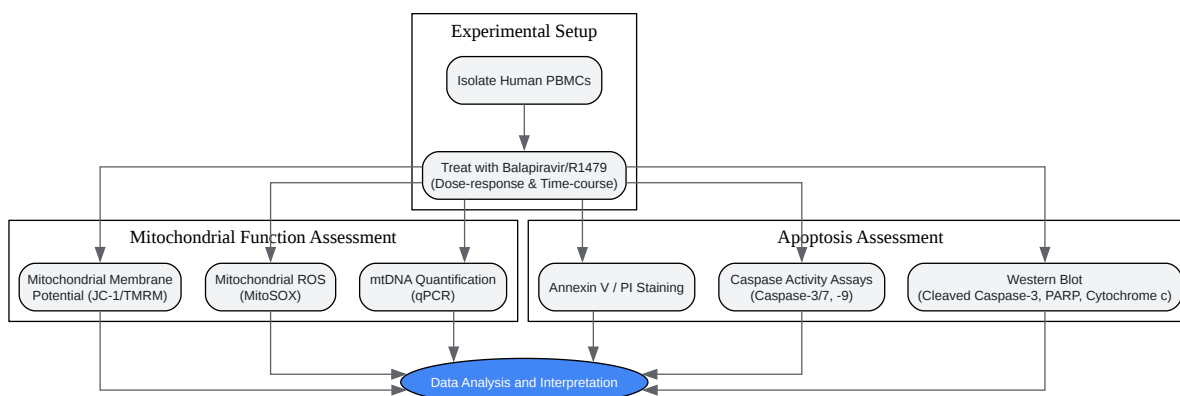 Experimental Setup
Isolate Human PBMCs
Treat with Balapiravir/R1479
(Dose-response & Time-course)
Mitochondrial Function Assessment
Mitochondrial Membrane
Potential (JC-1/TMRM)
Mitochondrial ROS
(MitoSOX)
mtDNA Quantification
(qPCR)
Apoptosis Assessment
Annexin V / PI Staining
Caspase Activity Assays
(Caspase-3/7, -9)
Western Blot
(Cleaved Caspase-3, PARP, Cytochrome c)
Data Analysis and Interpretation